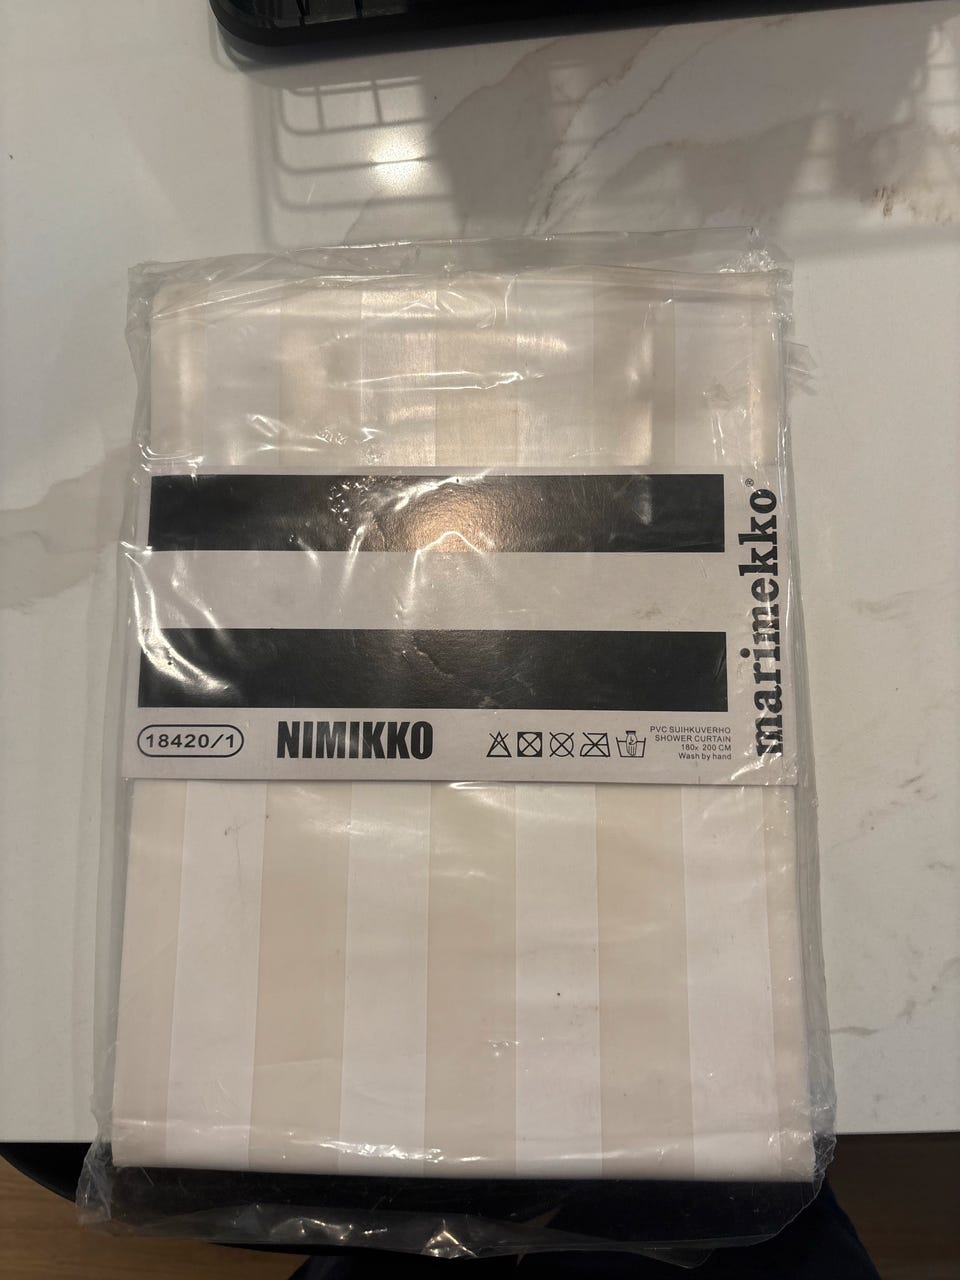 marimekko®
18420/1
NIMIKKO
PVC SUIHKUVERHO
SHOWER CURTAIN
180x 200 CM
Wash by hand